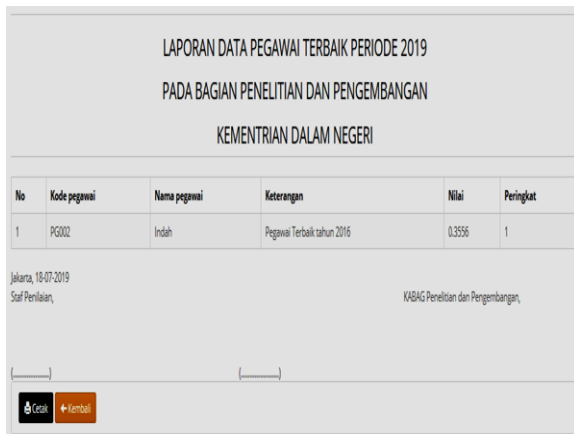 LAPORAN DATA PEGAWAI TERBAIK PERIODE 2019
PADA BAGIAN PENELITIAN DAN PENGEMBANGAN
KEMENTRIAN DALAM NEGERI
No Kode pegawai Nama pegawai Keterangan Nilai Peringkat
1 PG002 Indah Pegawai Terbaik tahun 2016 0.3556 1
Jakarta, 18-07-2019
Staf Penilaian, KABAG Penelitian dan Pengembangan,
(..................) (..................)
Cetak Kembali